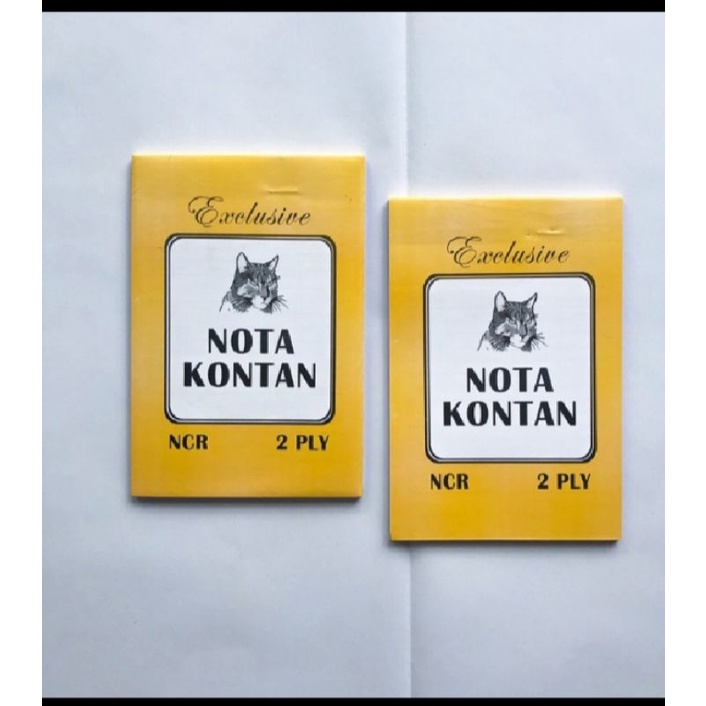 Exclusive
NOTA
KONTAN
NCR 2 PLY
Exclusive
NOTA
KONTAN
NCR 2 PLY